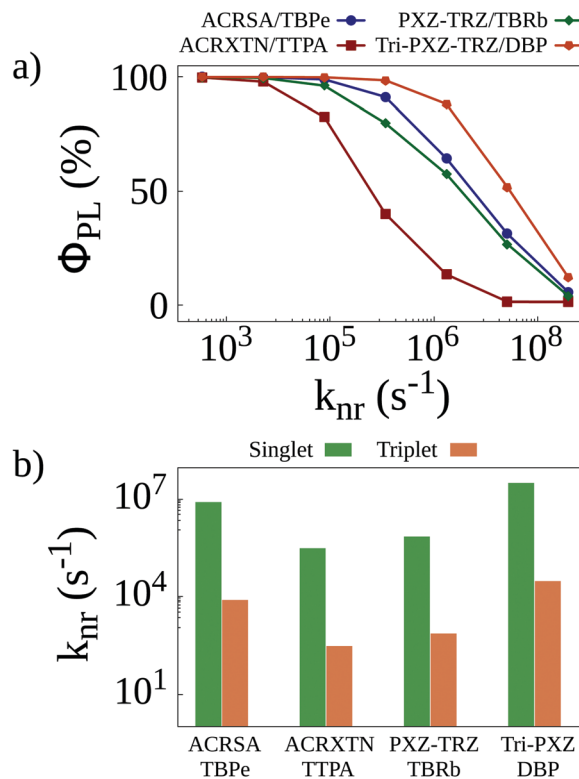 ACRSA/TBPe PXZ-TRZ/TBRb
ACRXTN/TTPA Tri-PXZ-TRZ/DBP
a)
100
50
0
Φ_PL (%)
10^3 10^5 10^6 10^8
k_nr (s^-1)
b)
Singlet Triplet
10^7
10^4
10^1
k_nr (s^-1)
ACRSA ACRXTN PXZ-TRZ Tri-PXZ
TBPe TTPA TBRb DBP